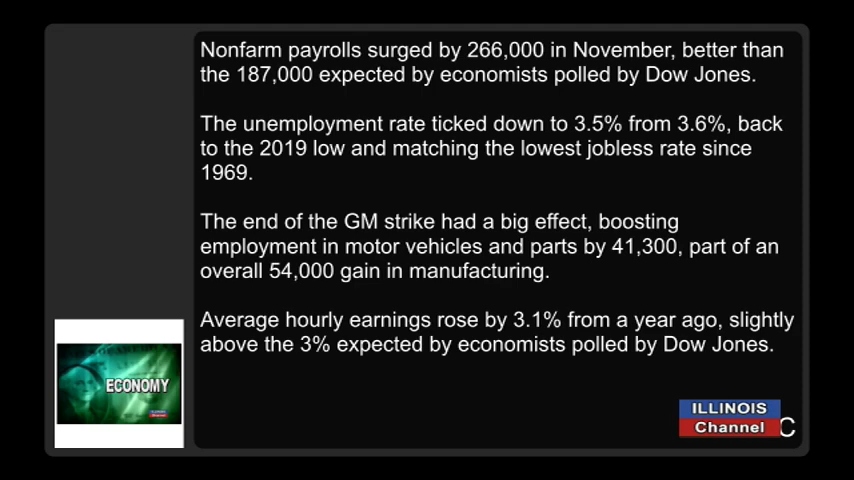 Nonfarm payrolls surged by 266,000 in November, better than
the 187,000 expected by economists polled by Dow Jones.
The unemployment rate ticked down to 3.5% from 3.6%, back
to the 2019 low and matching the lowest jobless rate since
1969.
The end of the GM strike had a big effect, boosting
employment in motor vehicles and parts by 41,300, part of an
overall 54,000 gain in manufacturing.
Average hourly earnings rose by 3.1% from a year ago, slightly
above the 3% expected by economists polled by Dow Jones.
ECONOMY
ILLINOIS
Channel C